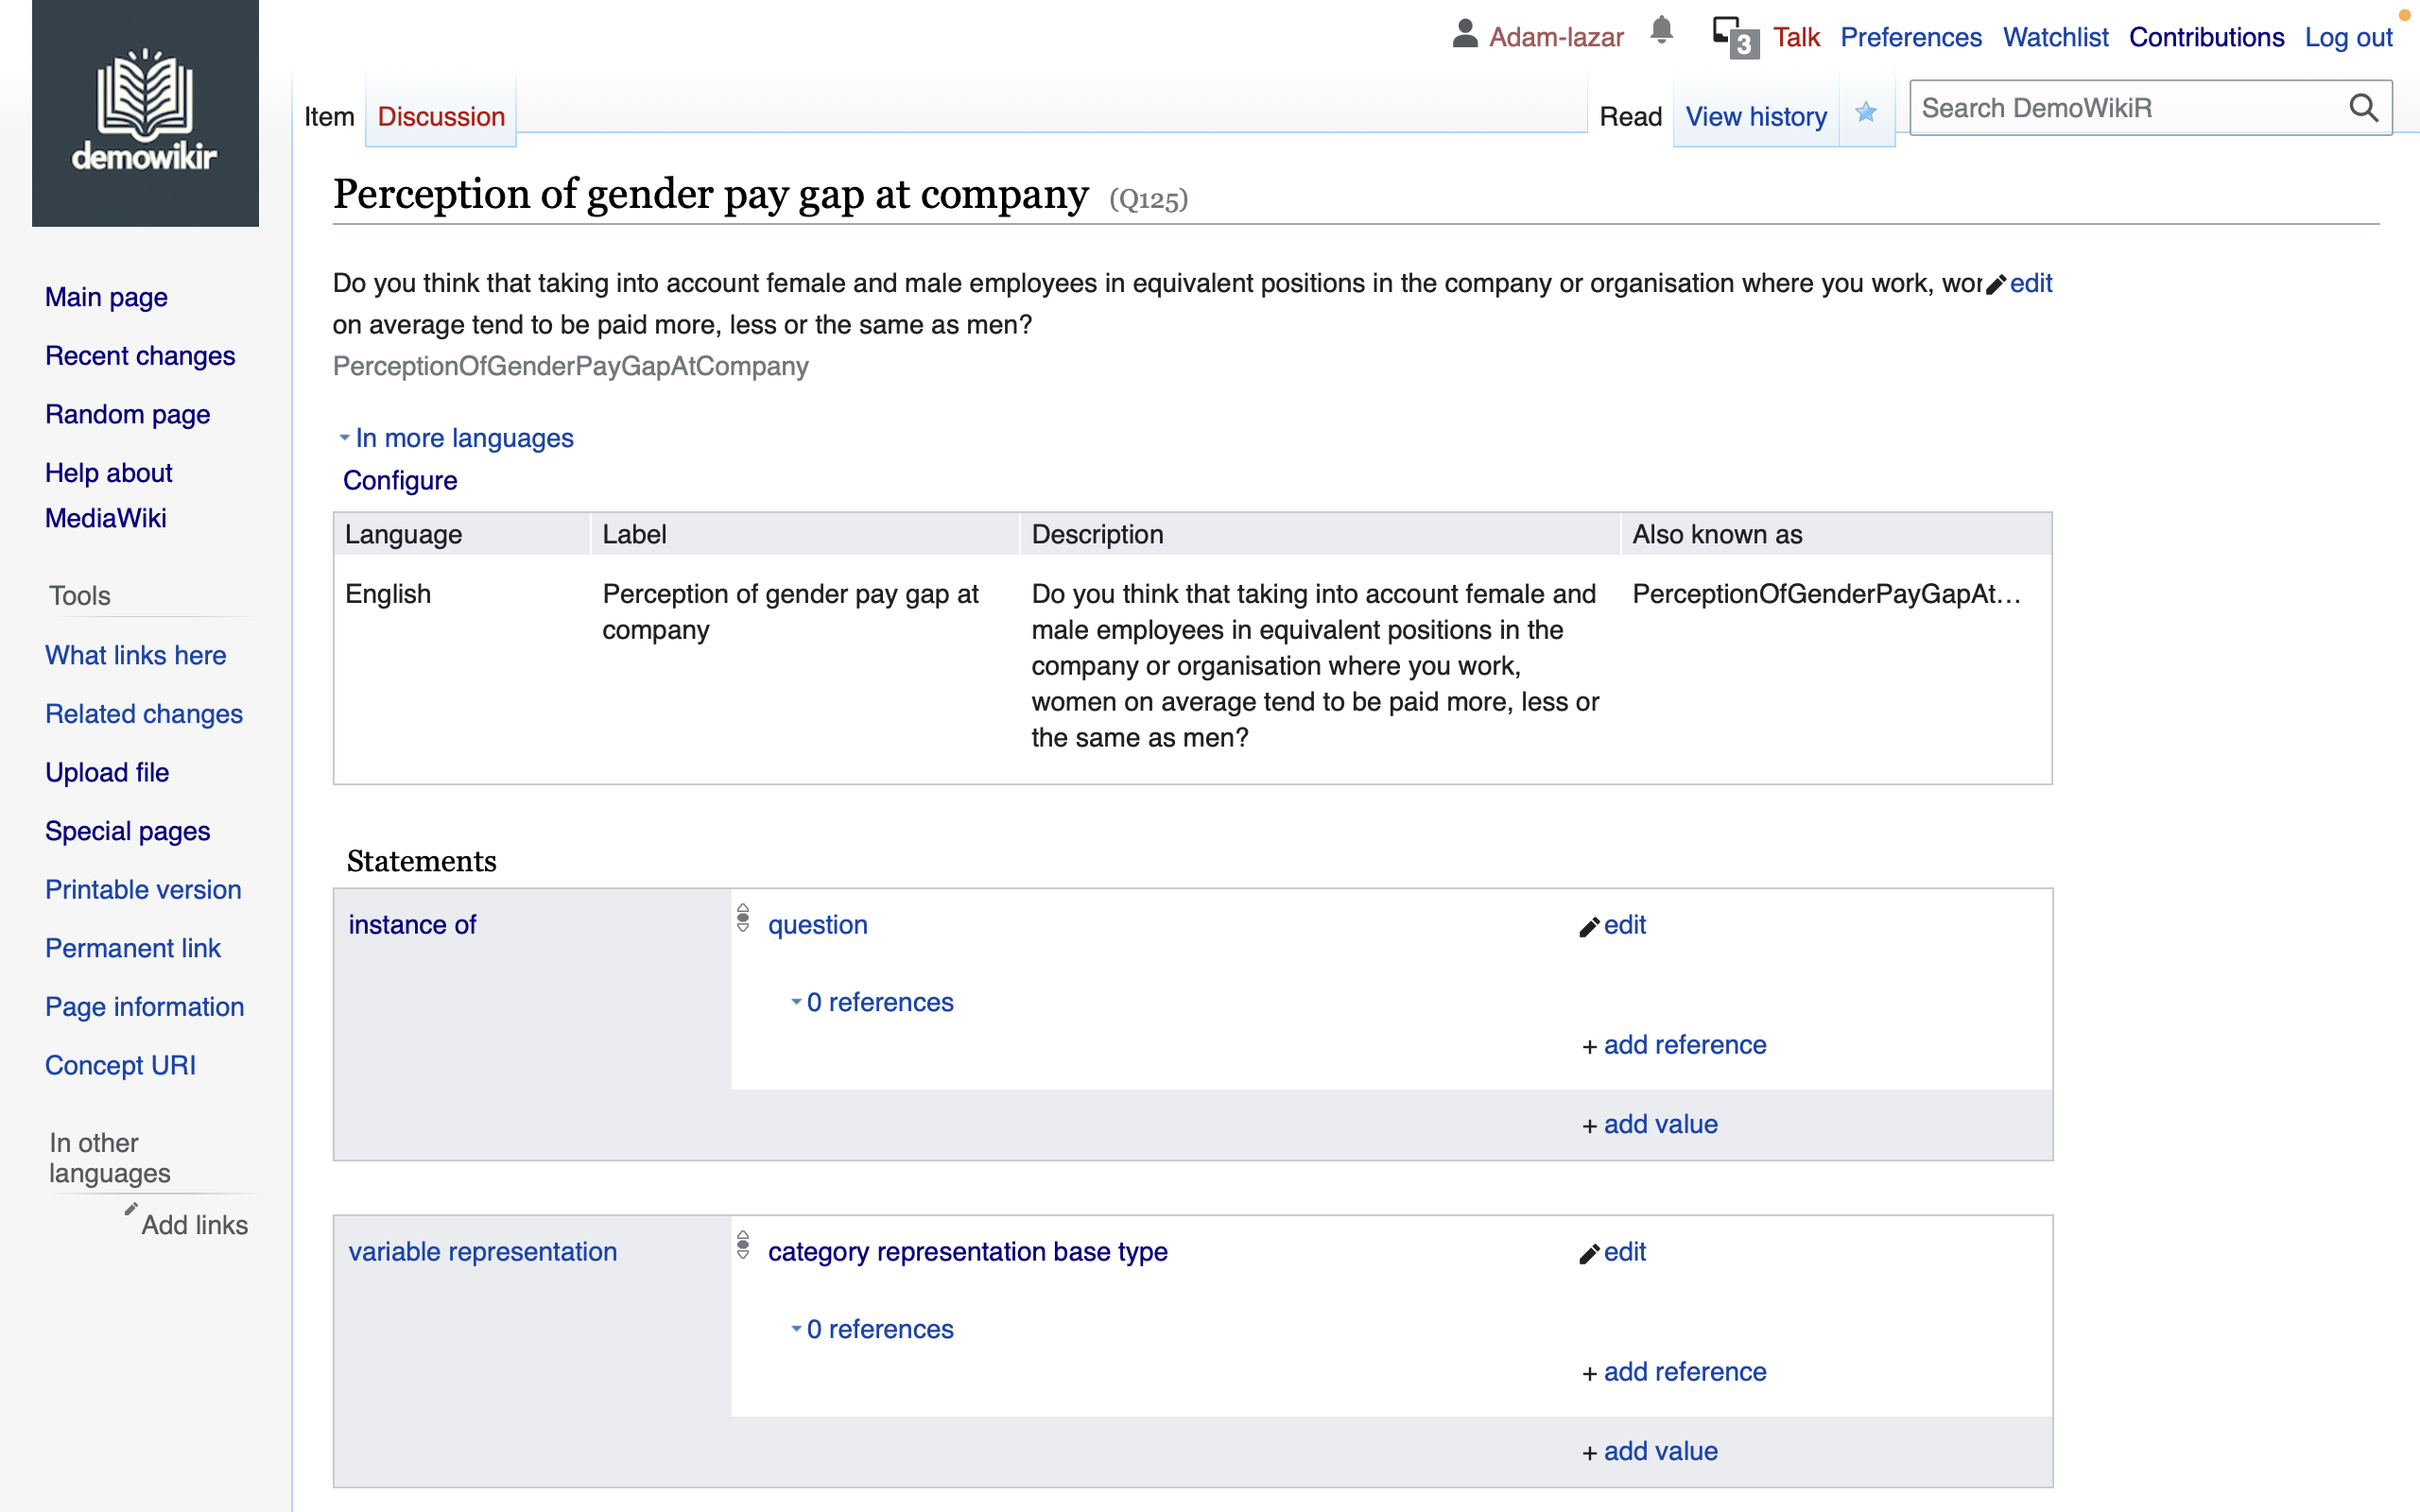 demowikir
Adam-lazar
3
Talk
Preferences
Watchlist
Contributions
Log out
Item
Discussion
Read
View history
Search DemoWikiR
Main page
Recent changes
Random page
Help about
MediaWiki
Tools
What links here
Related changes
Upload file
Special pages
Printable version
Permanent link
Page information
Concept URI
In other
languages
Add links
Perception of gender pay gap at company (Q125)
Do you think that taking into account female and male employees in equivalent positions in the company or organisation where you work, wor edit
on average tend to be paid more, less or the same as men?
PerceptionOfGenderPayGapAtCompany
In more languages
Configure
Language Label Description Also known as
English
Perception of gender pay gap at
company
Do you think that taking into account female and
male employees in equivalent positions in the
company or organisation where you work,
women on average tend to be paid more, less or
the same as men?
PerceptionOfGenderPayGapAt...
Statements
instance of
question
edit
0 references
+ add reference
+ add value
variable representation
category representation base type
edit
0 references
+ add reference
+ add value